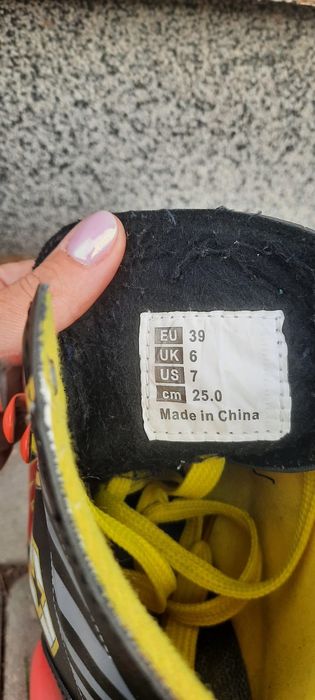 EU 39
UK 6
US 7
cm 25.0
Made in China